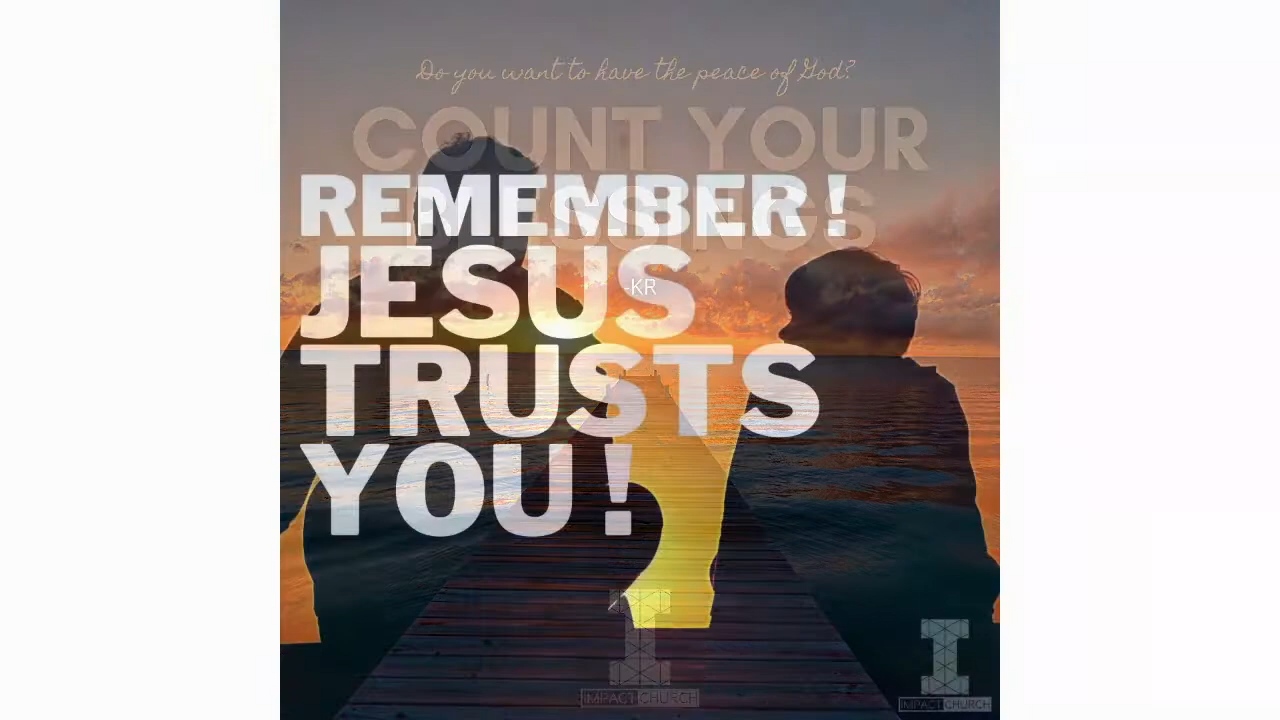 Do you want to have the peace of God?
COUNT YOUR
BLESSINGS
REMEMBER!
JESUS
-KR
TRUSTS
YOU!
IMPACT CHURCH
IMPACT CHURCH